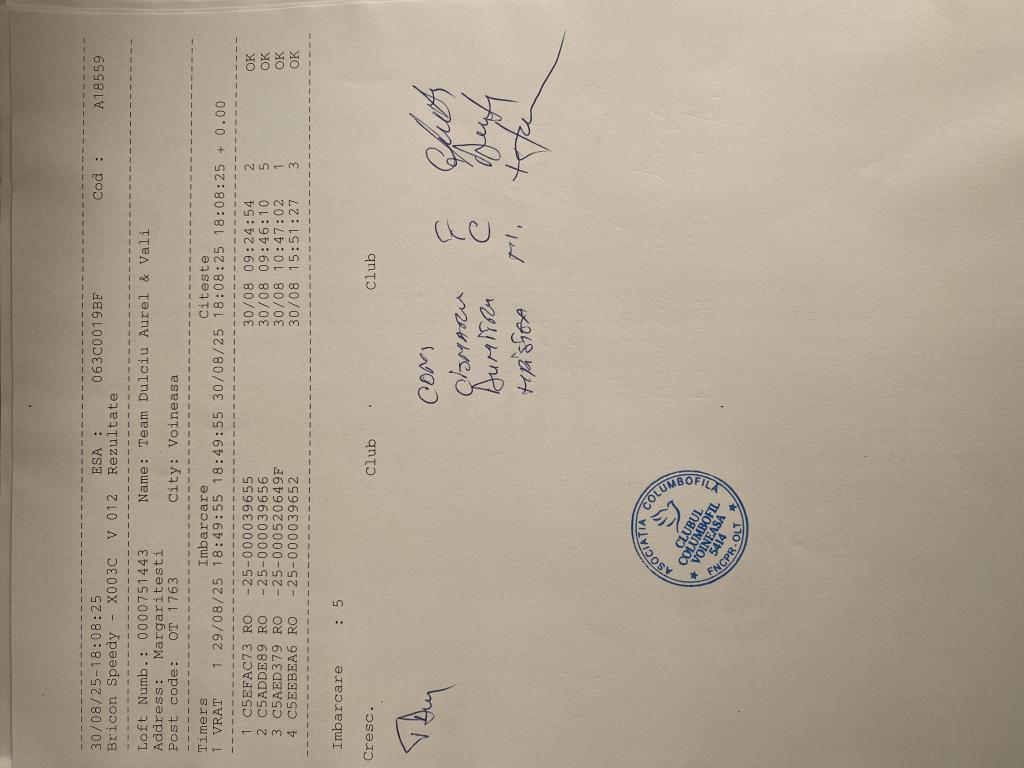 30/08/25-18:08:25 ESA : 063C0019BF Cod : A18559
Bricon Speedy - X003C V 012 Rezultate
Loft Numb.: 0000751443 Name: Team Dulciu Aurel & Vali
Address: Margaritesti
Post code: OT 1763 City: Voineasa
Timers Imbarcare Citeste
1 VRAT 1 29/08/25 18:49:55 18:49:55 30/08/25 18:08:25 18:08:25 + 0.00
1 C5EFAC73 RO -25-000039655 30/08 09:24:54 2 OK
2 C5ADDE89 RO -25-000039656 30/08 09:46:10 5 OK
3 C5AED379 RO -25-000520649F 30/08 10:47:02 1 OK
4 C5EEBEA6 RO -25-000039652 30/08 15:51:27 3 OK
Imbarcare : 5
Cresc. Club Club
COM,
F
DUMITRU C
M.
ASOCIATIA COLUMBOFILĂ
CLUBUL
COLUMBOFIL
VOINEASA
5414
FNCPR-OLT